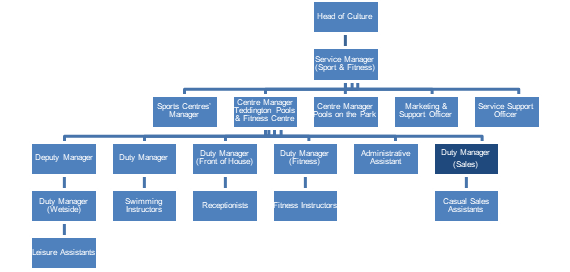 Head of Culture
Service Manager
(Sport & Fitness)
Sports Centres'
Manager
Centre Manager
Teddington Pools
& Fitness Centre
Centre Manager
Pools on the Park
Marketing &
Support Officer
Service Support
Officer
Deputy Manager
Duty Manager
Duty Manager
(Front of House)
Duty Manager
(Fitness)
Administrative
Assistant
Duty Manager
(Sales)
Duty Manager
(Wetside)
Swimming
Instructors
Receptionists
Fitness Instructors
Casual Sales
Assistants
Leisure Assistants